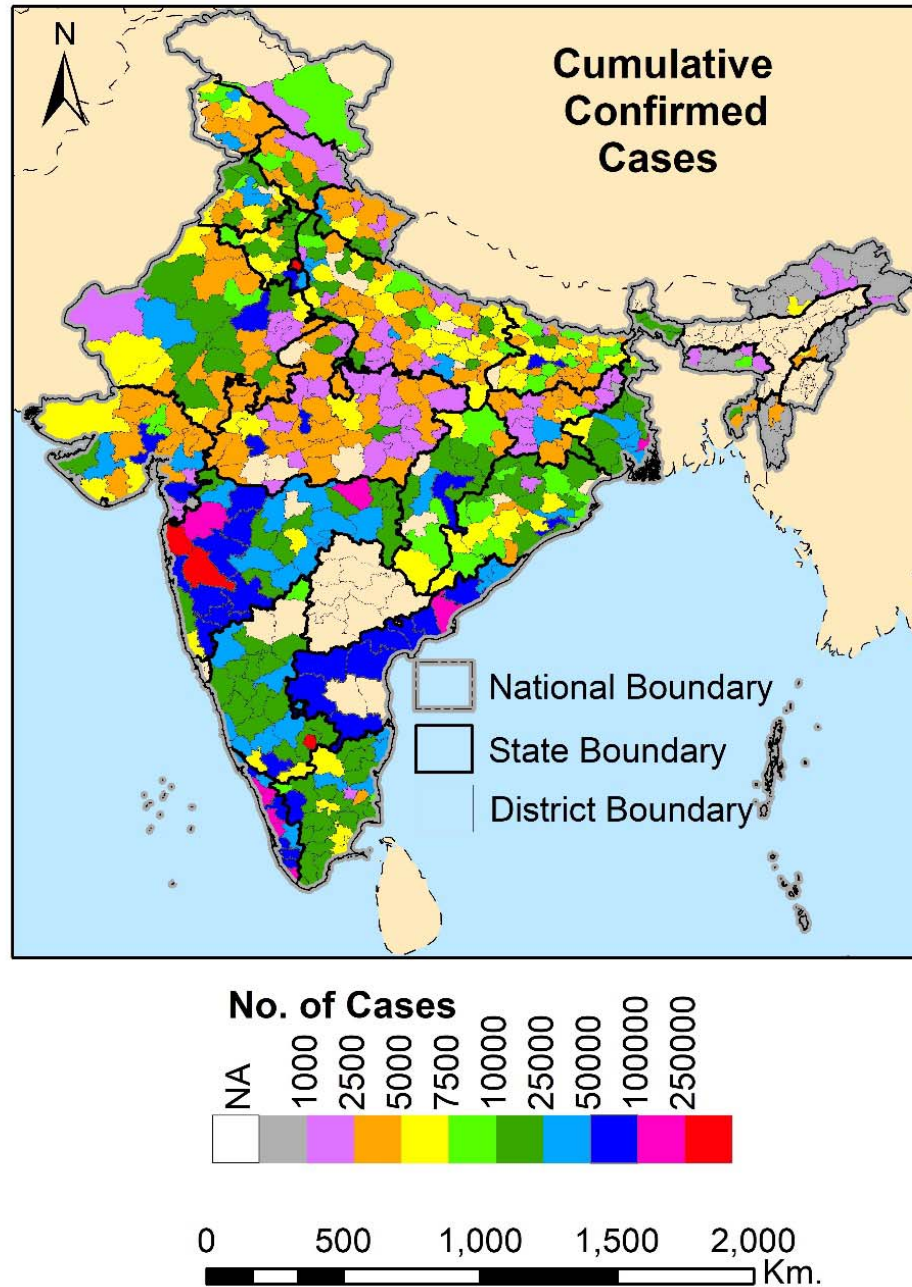 N
Cumulative
Confirmed
Cases
National Boundary
State Boundary
District Boundary
No. of Cases
NA
1000
2500
5000
7500
10000
25000
50000
100000
250000
0 500 1,000 1,500 2,000
Km.